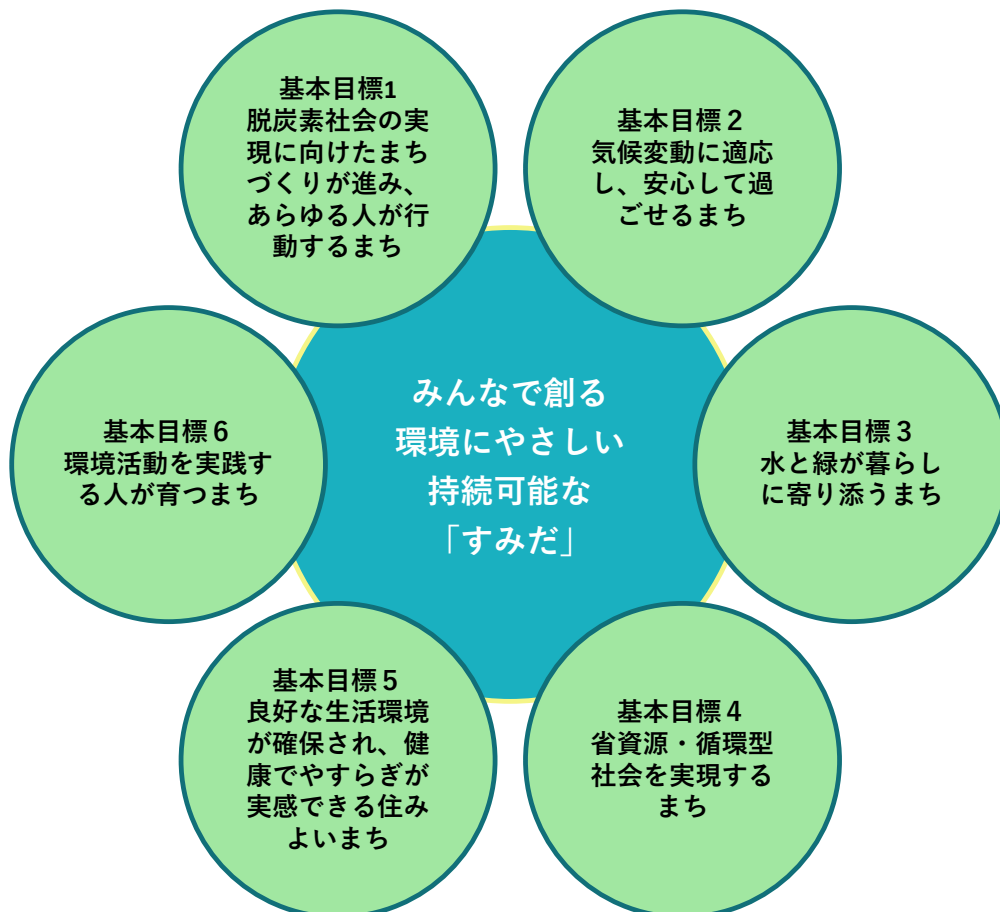 基本目標1
脱炭素社会の実
現に向けたまち
づくりが進み、
あらゆる人が行
動するまち
基本目標２
気候変動に適応
し、安心して過
ごせるまち
みんなで創る
環境にやさしい
持続可能な
「すみだ」
基本目標３
水と緑が暮らし
に寄り添うまち
基本目標４
省資源・循環型
社会を実現する
まち
基本目標５
良好な生活環境
が確保され、健
康でやすらぎが
実感できる住み
よいまち
基本目標６
環境活動を実践す
る人が育つまち